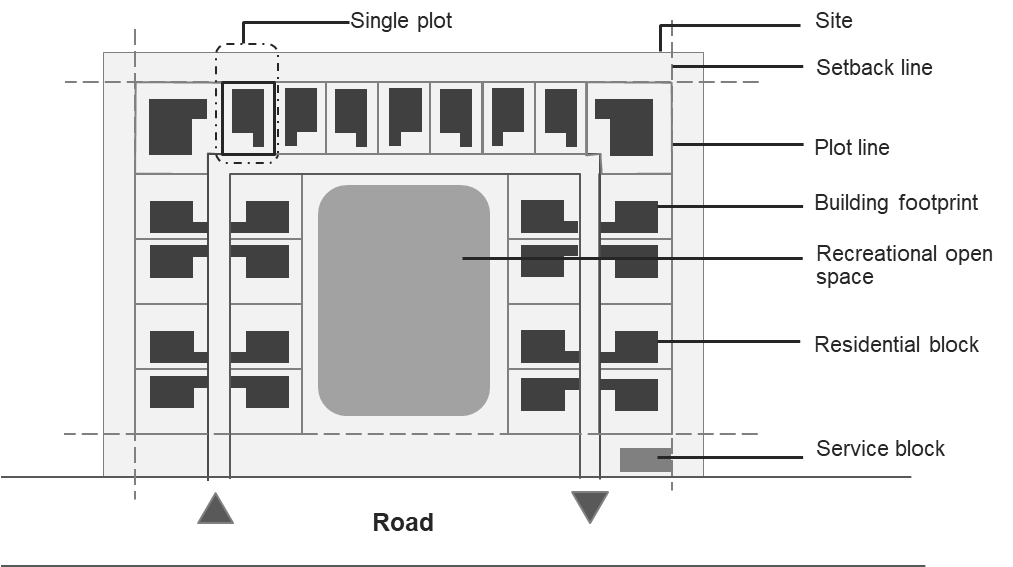 Single plot
Site
Setback line
Plot line
Building footprint
Recreational open
space
Residential block
Service block
Road